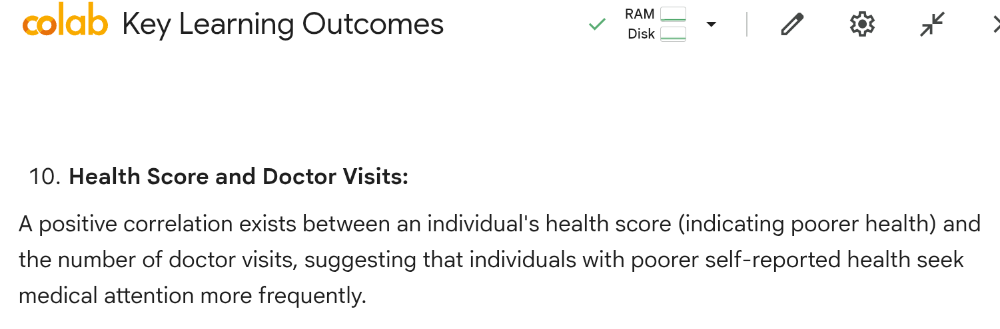 colab Key Learning Outcomes
RAM
Disk
10. Health Score and Doctor Visits:
A positive correlation exists between an individual's health score (indicating poorer health) and
the number of doctor visits, suggesting that individuals with poorer self-reported health seek
medical attention more frequently.